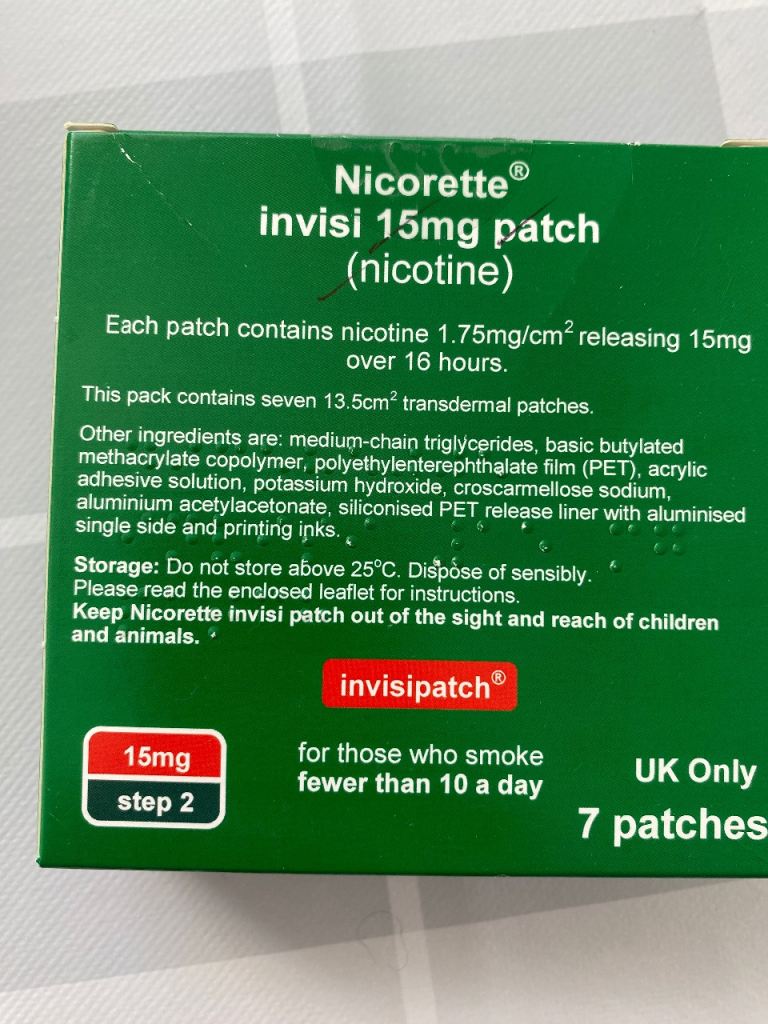 Nicorette®
invisi 15mg patch
(nicotine)
Each patch contains nicotine 1.75mg/cm² releasing 15mg
over 16 hours.
This pack contains seven 13.5cm² transdermal patches.
Other ingredients are: medium-chain triglycerides, basic butylated
methacrylate copolymer, polyethylenterephthalate film (PET), acrylic
adhesive solution, potassium hydroxide, croscarmellose sodium,
aluminium acetylacetonate, siliconised PET release liner with aluminised
single side and printing inks.
Storage: Do not store above 25°C. Dispose of sensibly.
Please read the enclosed leaflet for instructions.
Keep Nicorette invisi patch out of the sight and reach of children
and animals.
invisipatch®
15mg
step 2
for those who smoke
fewer than 10 a day
UK Only
7 patches